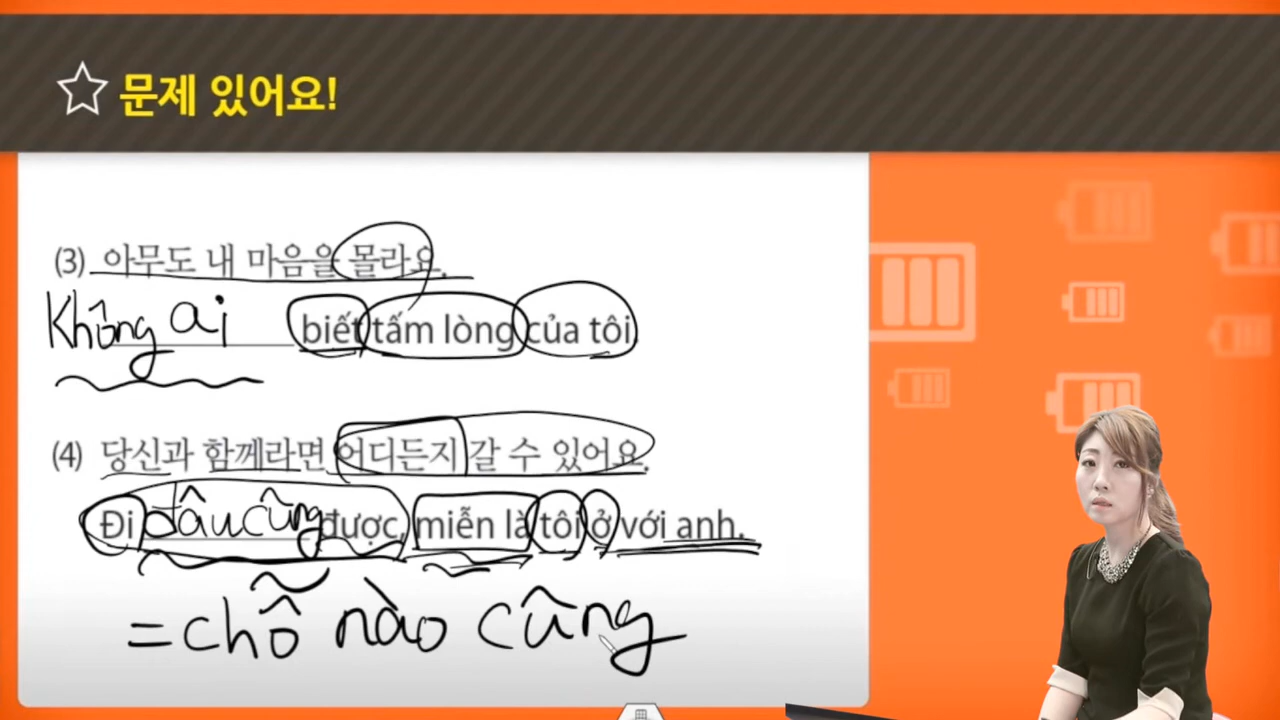 문제 있어요!
(3) 아무도 내 마음을 몰라요.
Không ai biết tấm lòng của tôi.
(4) 당신과 함께라면 어디든지 갈 수 있어요.
Đi đâu cũng được, miễn là tôi ở với anh.
= chỗ nào cũng